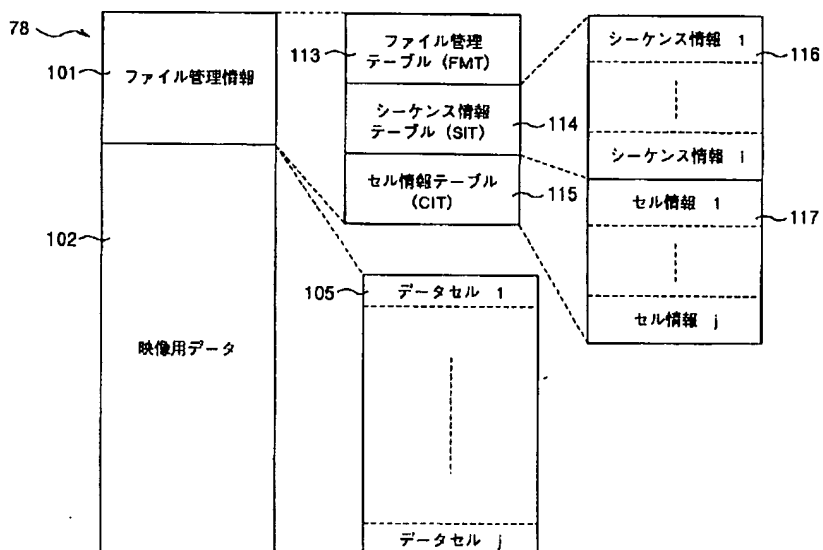 78
101
ファイル管理情報
102
映像用データ
113
ファイル管理
テーブル (FMT)
シーケンス情報
テーブル (SIT)
114
セル情報テーブル
(CIT)
115
シーケンス情報 1
116
シーケンス情報 i
セル情報 1
117
セル情報 j
105
データセル 1
データセル j